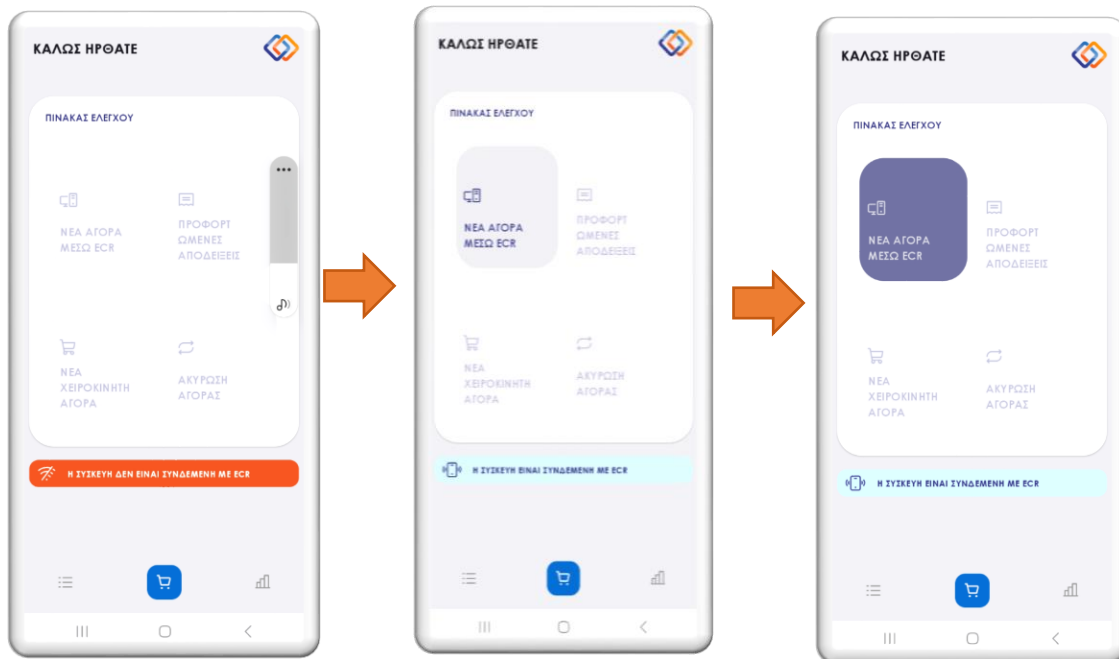 ΚΑΛΩΣ ΗΡΘΑΤΕ
ΠΙΝΑΚΑΣ ΕΛΕΓΧΟΥ
ΝΕΑ ΑΓΟΡΑ
ΜΕΣΩ ECR
ΠΡΟΦΟΡΤ
ΩΜΕΝΕΣ
ΑΠΟΔΕΙΞΕΙΣ
ΝΕΑ
ΧΕΙΡΟΚΙΝΗΤΗ
ΑΓΟΡΑ
ΑΚΥΡΩΣΗ
ΑΓΟΡΑΣ
Η ΣΥΣΚΕΥΗ ΔΕΝ ΕΙΝΑΙ ΣΥΝΔΕΜΕΝΗ ΜΕ ECR
ΚΑΛΩΣ ΗΡΘΑΤΕ
ΠΙΝΑΚΑΣ ΕΛΕΓΧΟΥ
ΝΕΑ ΑΓΟΡΑ
ΜΕΣΩ ECR
ΠΡΟΦΟΡΤ
ΩΜΕΝΕΣ
ΑΠΟΔΕΙΞΕΙΣ
ΝΕΑ
ΧΕΙΡΟΚΙΝΗΤΗ
ΑΓΟΡΑ
ΑΚΥΡΩΣΗ
ΑΓΟΡΑΣ
Η ΣΥΣΚΕΥΗ ΕΙΝΑΙ ΣΥΝΔΕΜΕΝΗ ΜΕ ECR
ΚΑΛΩΣ ΗΡΘΑΤΕ
ΠΙΝΑΚΑΣ ΕΛΕΓΧΟΥ
ΝΕΑ ΑΓΟΡΑ
ΜΕΣΩ ECR
ΠΡΟΦΟΡΤ
ΩΜΕΝΕΣ
ΑΠΟΔΕΙΞΕΙΣ
ΝΕΑ
ΧΕΙΡΟΚΙΝΗΤΗ
ΑΓΟΡΑ
ΑΚΥΡΩΣΗ
ΑΓΟΡΑΣ
Η ΣΥΣΚΕΥΗ ΕΙΝΑΙ ΣΥΝΔΕΜΕΝΗ ΜΕ ECR